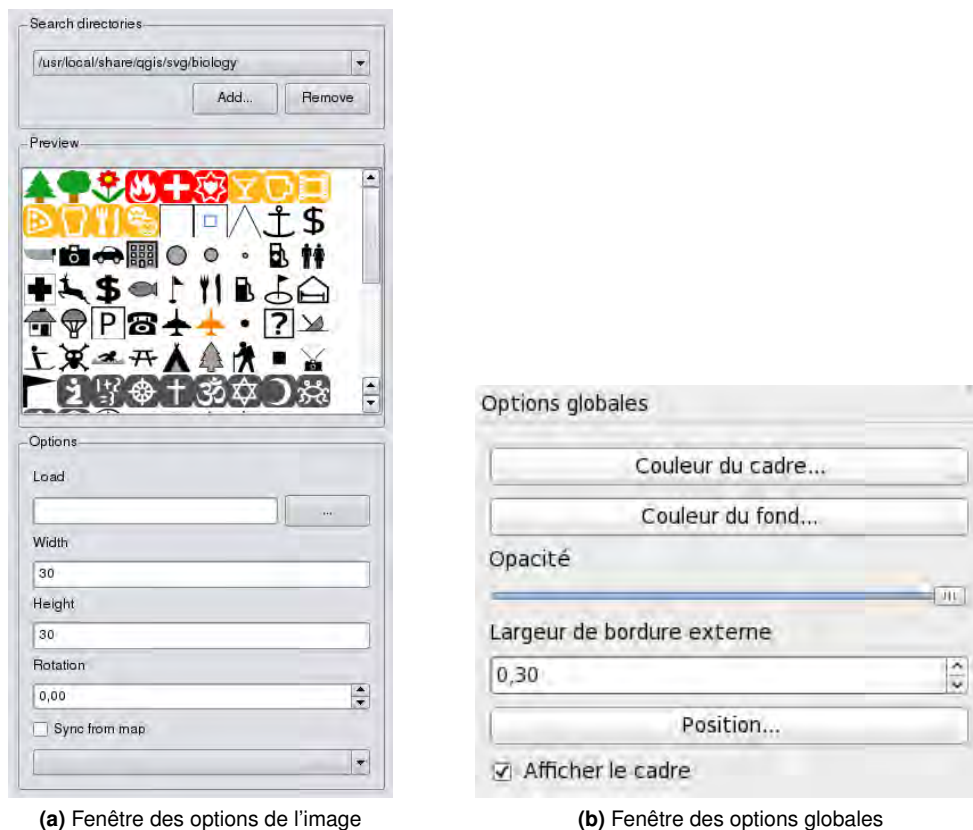 Search directories
/usr/local/share/qgis/svg/biology
Add... Remove
Preview
$
$
P ?
Options
Load
...
Width
30
Height
30
Rotation
0,00
Sync from map
(a) Fenêtre des options de l'image
Options globales
Couleur du cadre...
Couleur du fond...
Opacité
Largeur de bordure externe
0,30
Position...
Afficher le cadre
(b) Fenêtre des options globales